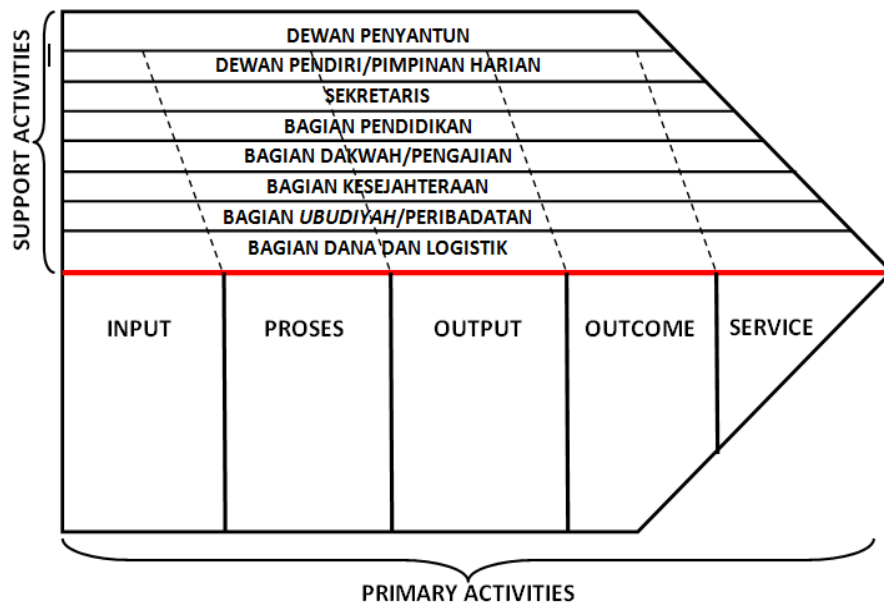 SUPPORT ACTIVITIES
DEWAN PENYANTUN
DEWAN PENDIRI/PIMPINAN HARIAN
SEKRETARIS
BAGIAN PENDIDIKAN
BAGIAN DAKWAH/PENGAJIAN
BAGIAN KESEJAHTERAAN
BAGIAN UBUDIYAH/PERIBADATAN
BAGIAN DANA DAN LOGISTIK
INPUT
PROSES
OUTPUT
OUTCOME
SERVICE
PRIMARY ACTIVITIES